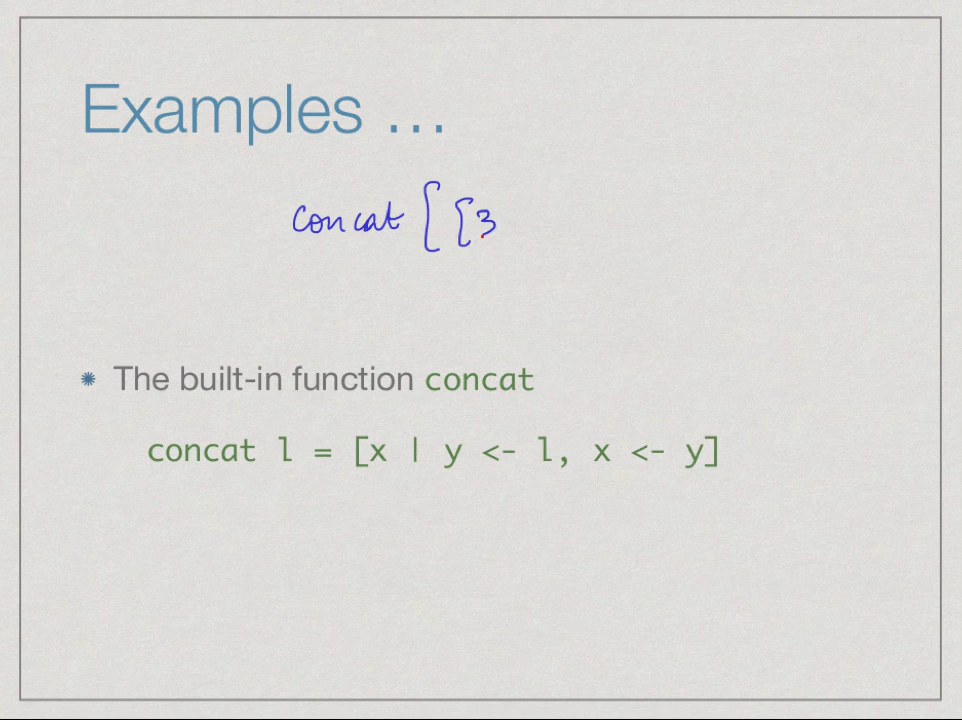 Examples ...
concat [ [3
The built-in function concat
concat l = [x | y <- l, x <- y]